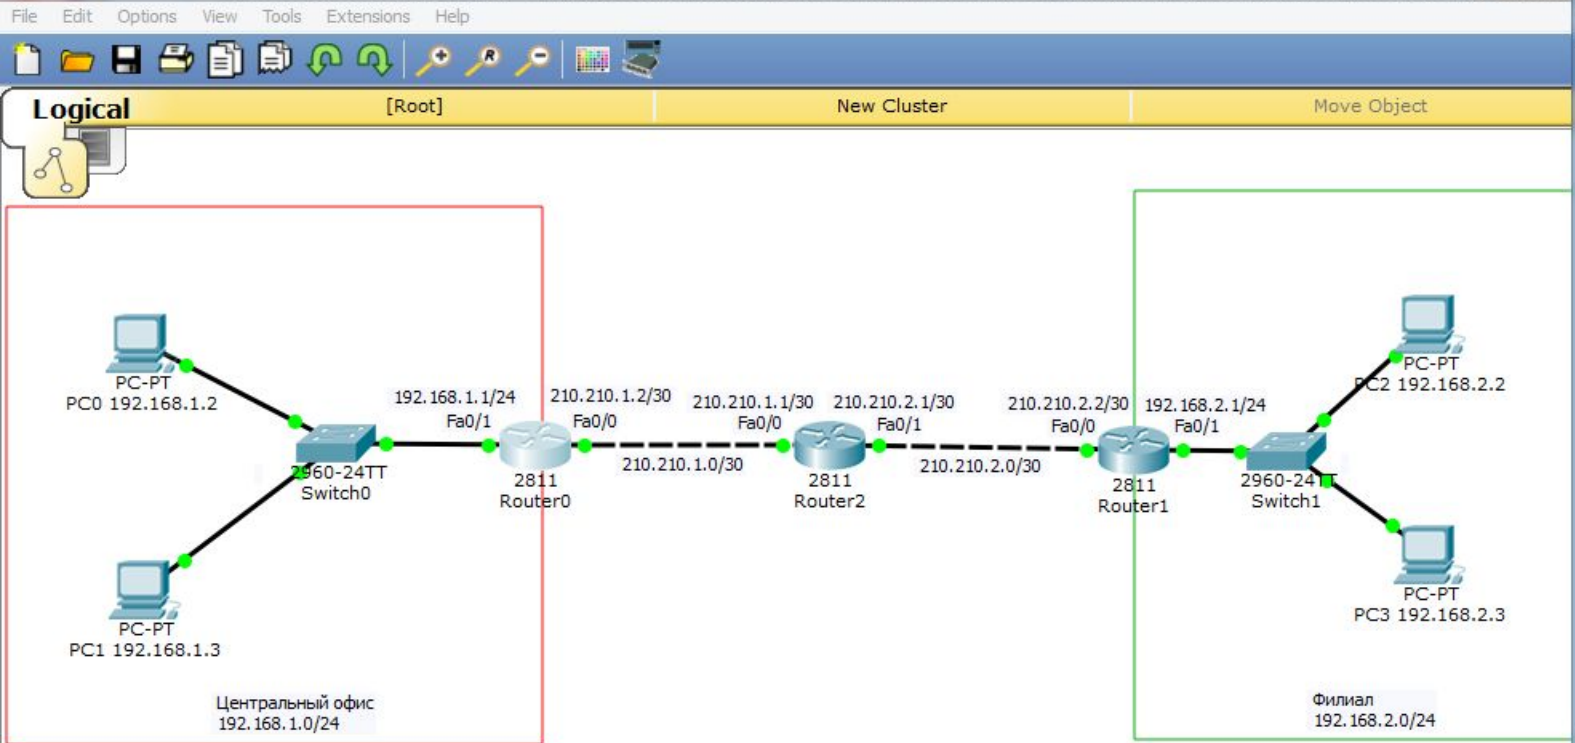 File Edit Options View Tools Extensions Help
R
Logical [Root] New Cluster Move Object
PC-PT
PC0 192.168.1.2
2960-24TT
Switch0
PC-PT
PC1 192.168.1.3
Центральный офис
192.168.1.0/24
192.168.1.1/24
Fa0/1
210.210.1.2/30
Fa0/0
2811
Router0
210.210.1.0/30
210.210.1.1/30
Fa0/0
210.210.2.1/30
Fa0/1
2811
Router2
210.210.2.0/30
210.210.2.2/30
Fa0/0
192.168.2.1/24
Fa0/1
2811
Router1
2960-24TT
Switch1
PC-PT
PC2 192.168.2.2
PC-PT
PC3 192.168.2.3
Филиал
192.168.2.0/24